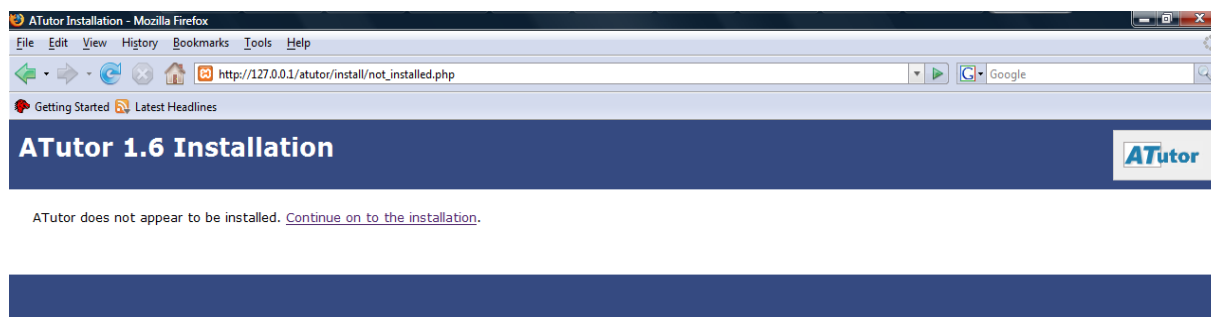 ATutor Installation - Mozilla Firefox
File Edit View History Bookmarks Tools Help
http://127.0.0.1/atutor/install/not_installed.php
G Google
Getting Started Latest Headlines
ATutor 1.6 Installation
ATutor
ATutor does not appear to be installed. Continue on to the installation.